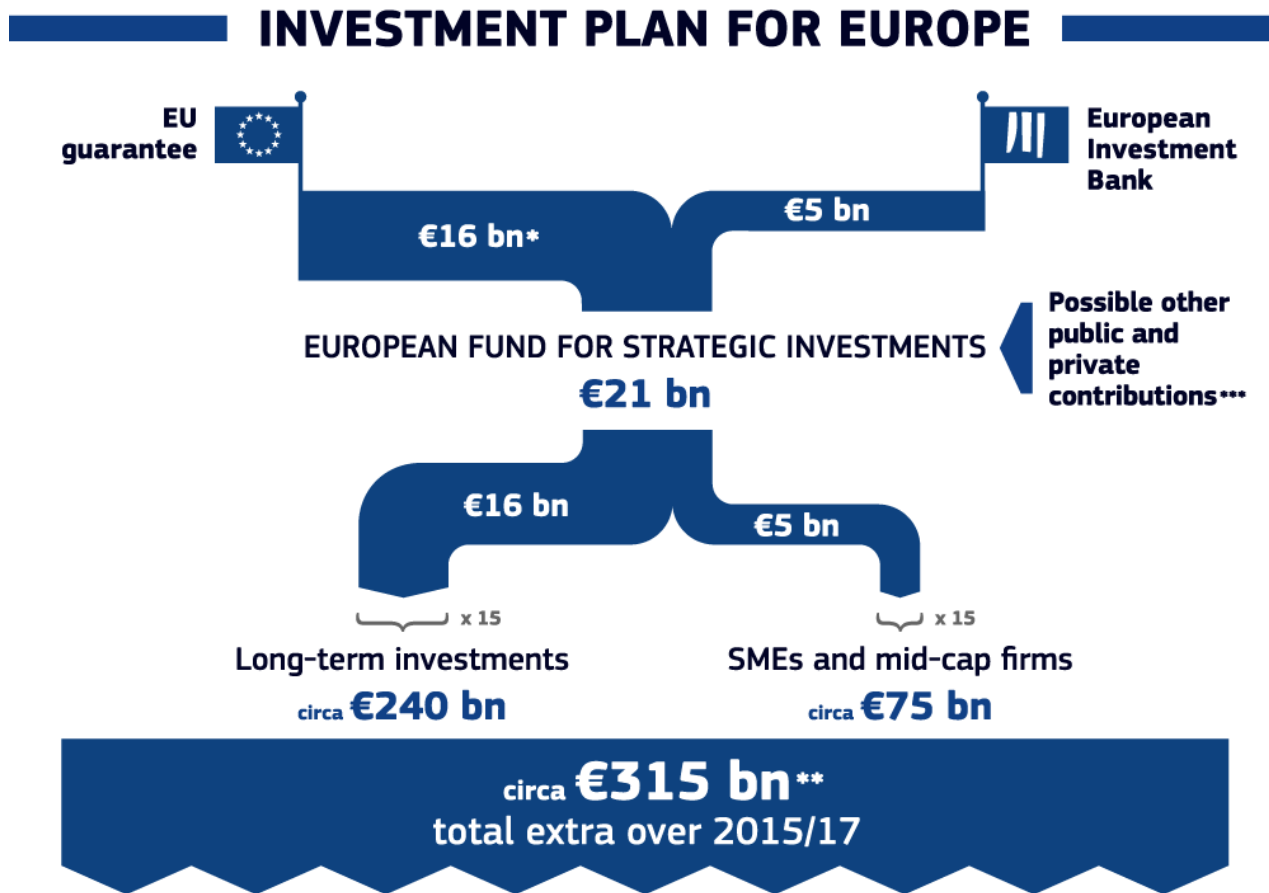 INVESTMENT PLAN FOR EUROPE
EU
guarantee
European
Investment
Bank
€16 bn*
€5 bn
EUROPEAN FUND FOR STRATEGIC INVESTMENTS
€21 bn
Possible other
public and
private
contributions***
€16 bn
€5 bn
x 15
x 15
Long-term investments
circa €240 bn
SMEs and mid-cap firms
circa €75 bn
circa €315 bn**
total extra over 2015/17